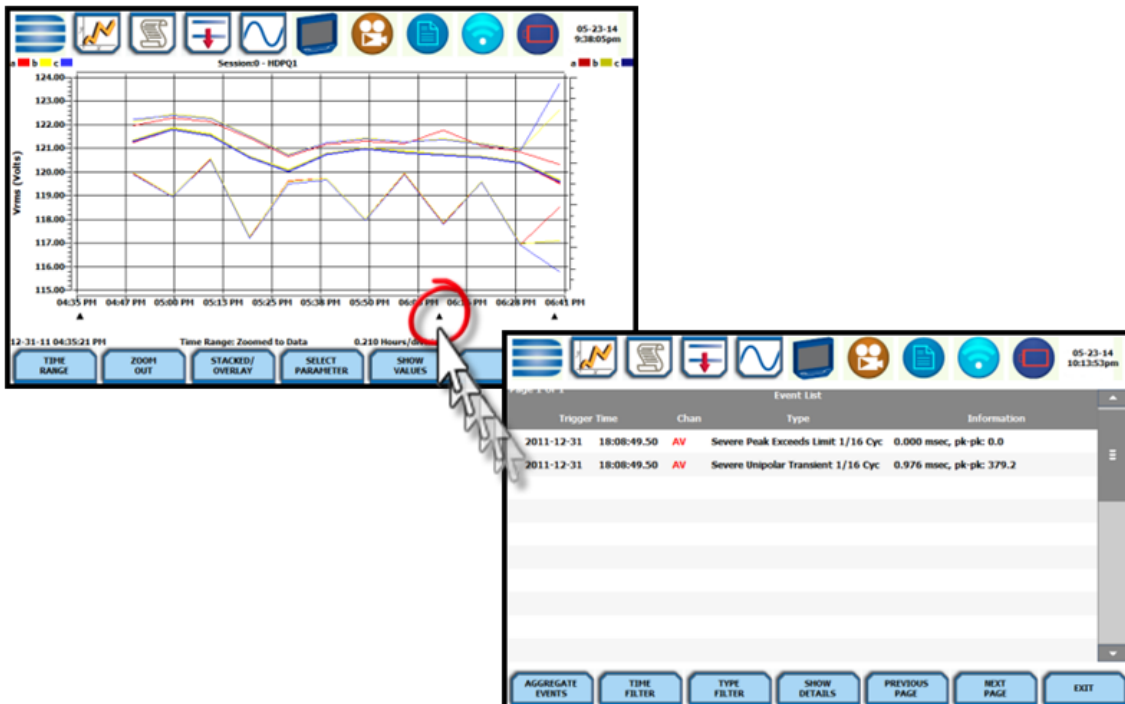 05-23-14
9:38:05pm
a b c Session:0 - HDPQ1 a b c
124.00
123.00
122.00
121.00
120.00
119.00
118.00
117.00
116.00
115.00
Vrms (Volts)
04:35 PM 04:47 PM 05:00 PM 05:13 PM 05:25 PM 05:38 PM 05:50 PM PM 06:28 PM 06:41 PM
12-31-11 04:35:21 PM Time Range: Zoomed to Data 0.210
TIME RANGE
ZOOM OUT
STACKED/ OVERLAY
SELECT PARAMETER
SHOW VALUES
05-23-14
10:13:53pm
Page 1 of 1 Event List
Trigger Time Chan Type Information
2011-12-31 18:08:49.50 AV Severe Peak Exceeds Limit 1/16 Cyc 0.000 msec, pk-pk: 0.0
2011-12-31 18:08:49.50 AV Severe Unipolar Transient 1/16 Cyc 0.976 msec, pk-pk: 379.2
AGGREGATE EVENTS
TIME FILTER
TYPE FILTER
SHOW DETAILS
PREVIOUS PAGE
NEXT PAGE
EXIT